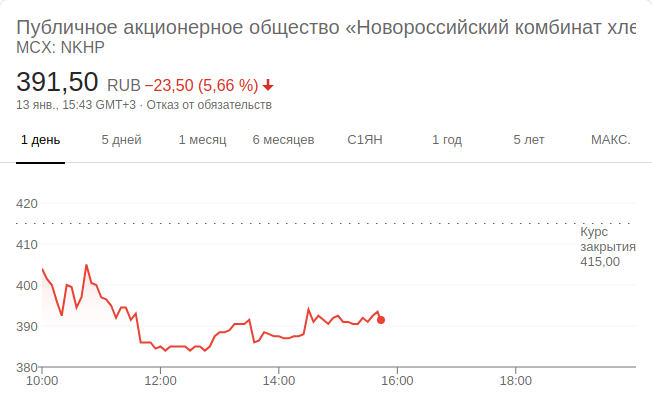 Публичное акционерное общество «Новороссийский комбинат хле
MCX: NKHP
391,50 RUB −23,50 (5,66 %)
13 янв., 15:43 GMT+3 · Отказ от обязательств
1 день 5 дней 1 месяц 6 месяцев С1ЯН 1 год 5 лет МАКС.
420
Курс
закрытия
415,00
410
400
390
380
10:00 12:00 14:00 16:00 18:00